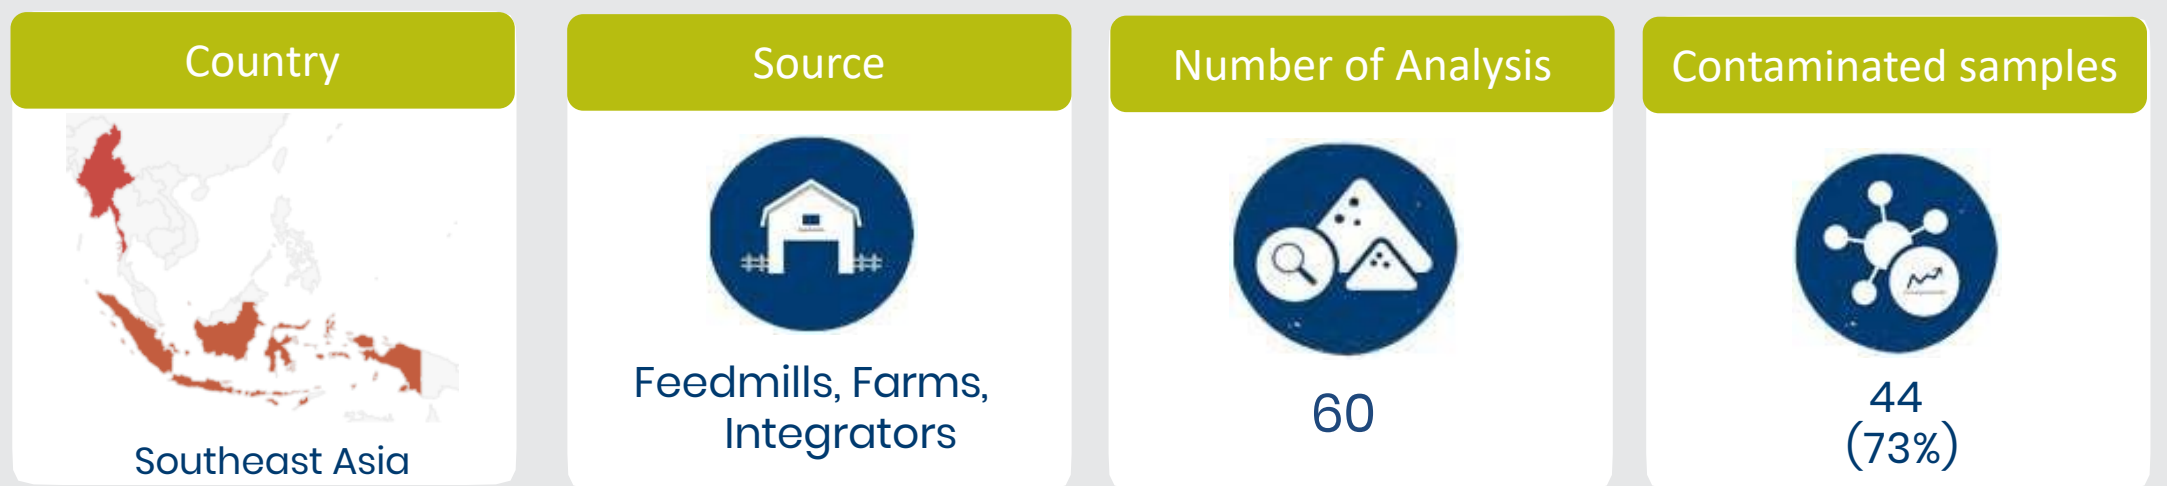 Country
Southeast Asia
Source
Feedmills, Farms,
Integrators
Number of Analysis
60
Contaminated samples
44
(73%)